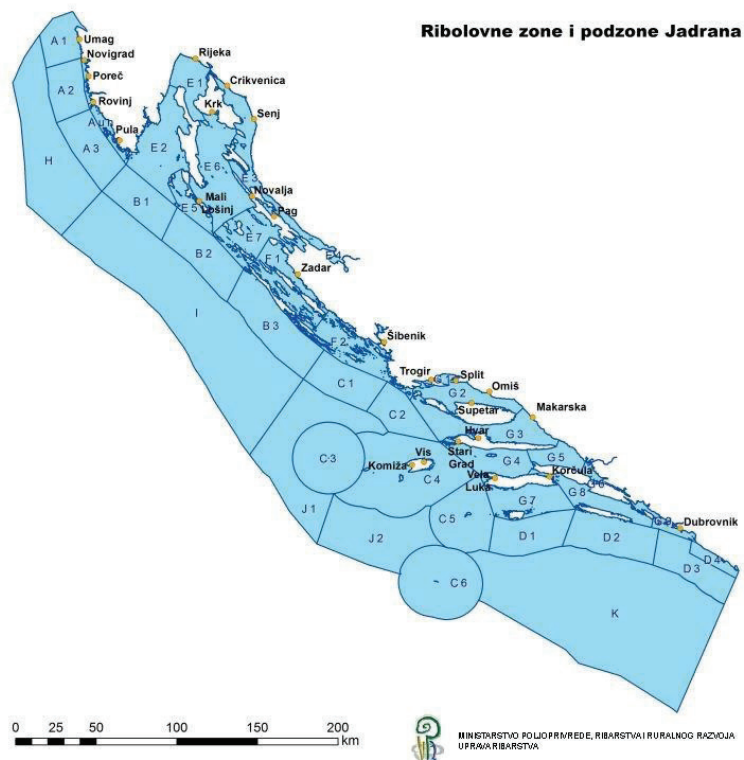 Ribolovne zone i podzone Jadrana
A 1
Umag
Novigrad
Poreč
A 2
Rovinj
A un
Pula
A 3
H
Rijeka
E 1
Crikvenica
Krk
Senj
E 2
E 6
E 3
Novalja
Mali
Lošinj
E 5
Pag
B 1
B 2
E 7
F 1
E 4
Zadar
I
B 3
F 2
Šibenik
C 1
C 2
Trogir
Split
G 2
Omiš
Supetar
Makarska
Hvar
G 3
Stari
Grad
C 3
Vis
Komiža
C 4
G 4
G 5
Vela
Luka
Korčula
G 8
G 6
G 7
C 5
J 1
J 2
D 1
D 2
Dubrovnik
D 3
D 4
C 6
K
0 50 100 150 200
km
MINISTARSTVO POLJOPRIVREDE, RIBARSTVA I RURALNOG RAZVOJA
UPRAVA RIBARSTVA